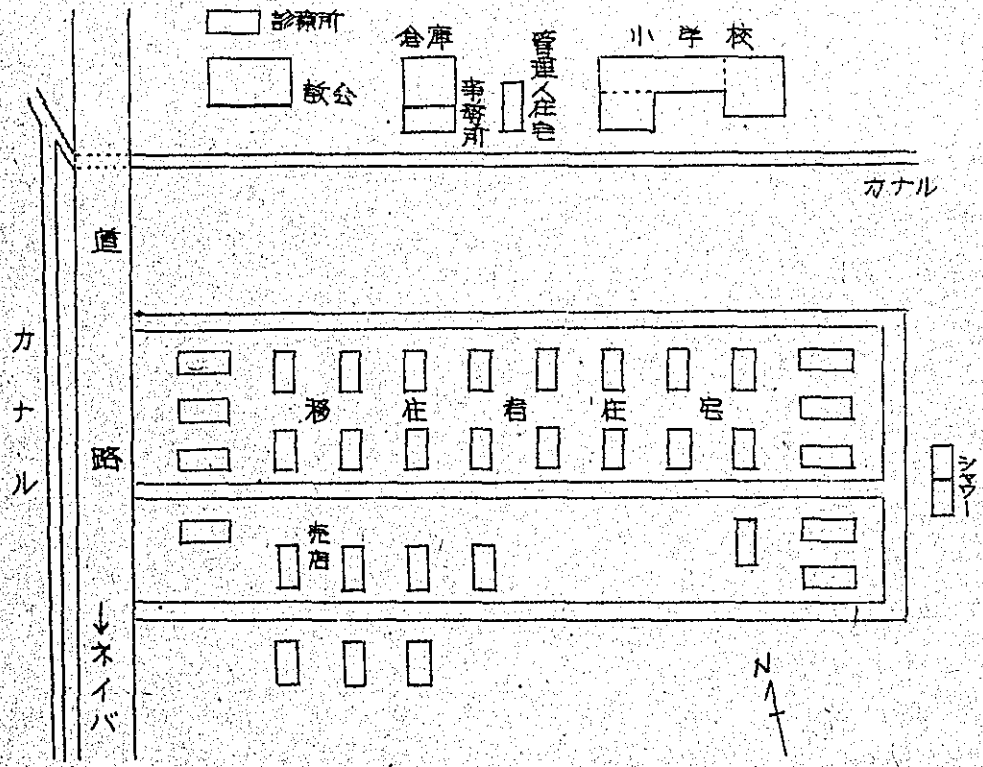 診療所
教会
倉庫
事務所
管理人住宅
小学校
カナル
道路
カナル
移住者住宅
シャワー
売店
↓ネイバ
N